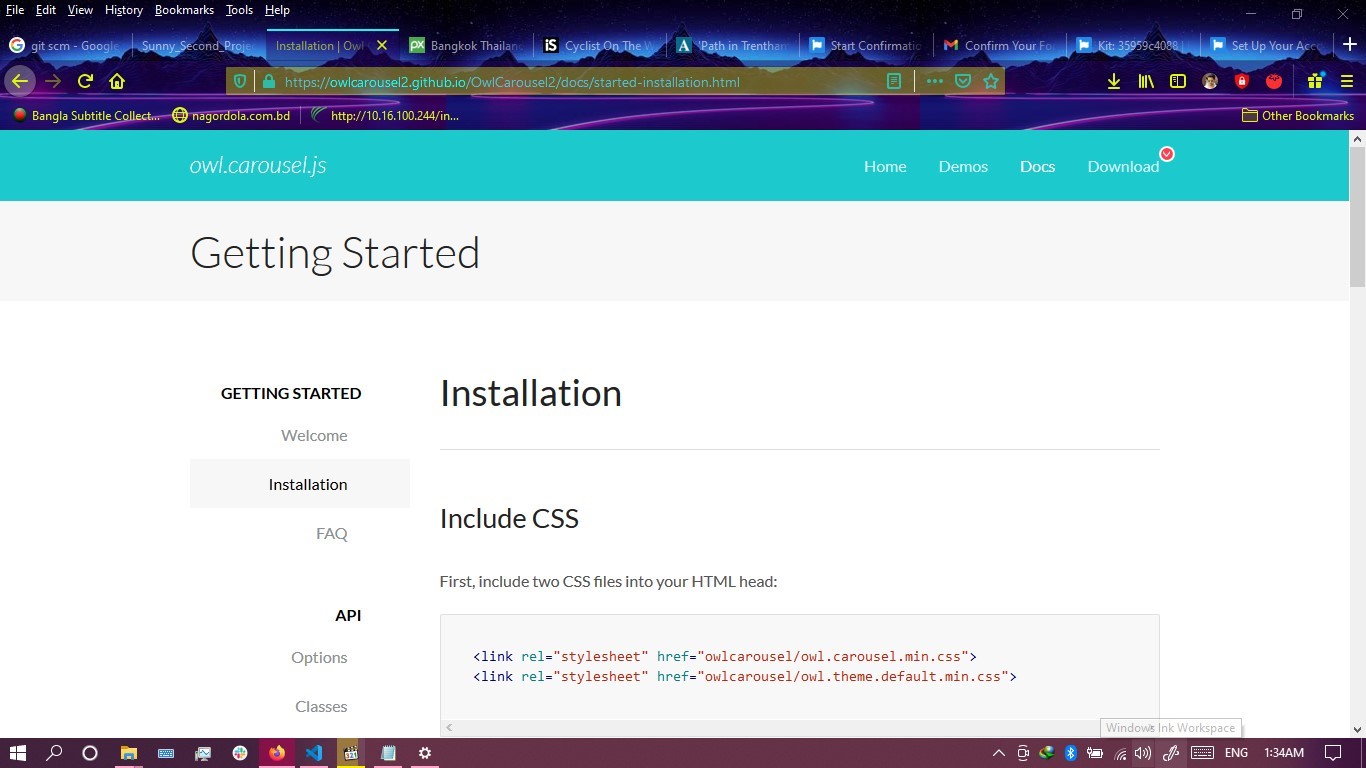 File Edit View History Bookmarks Tools Help
git scm - Google
Sunny_Second_Proje
Installation | Owl
Bangkok Thailand
Cyclist On The W
'Path in Trentham
Start Confirmatio
Confirm Your Fo
Kit: 35959c4088 |
Set Up Your Acc
https://owlcarousel2.github.io/OwlCarousel2/docs/started-installation.html
Bangla Subtitle Collect...
nagordola.com.bd
http://10.16.100.244/in...
Other Bookmarks
owl.carousel.js
Home Demos Docs Download
Getting Started
GETTING STARTED
Welcome
Installation
FAQ
API
Options
Classes
Installation
Include CSS
First, include two CSS files into your HTML head:
<link rel="stylesheet" href="owlcarousel/owl.carousel.min.css">
<link rel="stylesheet" href="owlcarousel/owl.theme.default.min.css">
Windows Ink Workspace
ENG 1:34AM